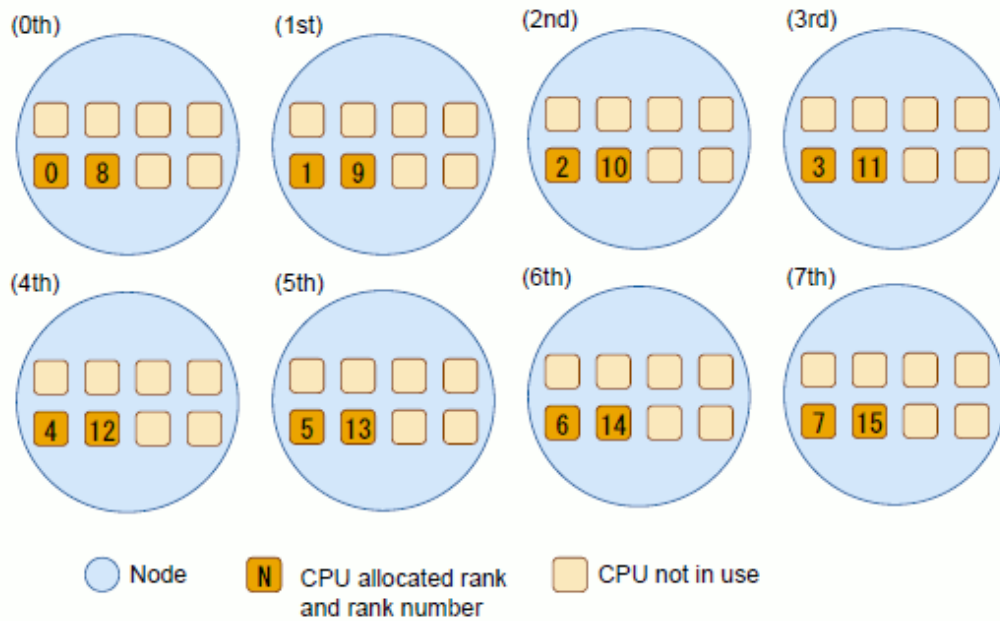 (0th) (1st) (2nd) (3rd)
0 8 1 9 2 10 3 11
(4th) (5th) (6th) (7th)
4 12 5 13 6 14 7 15
Node N CPU allocated rank CPU not in use
and rank number